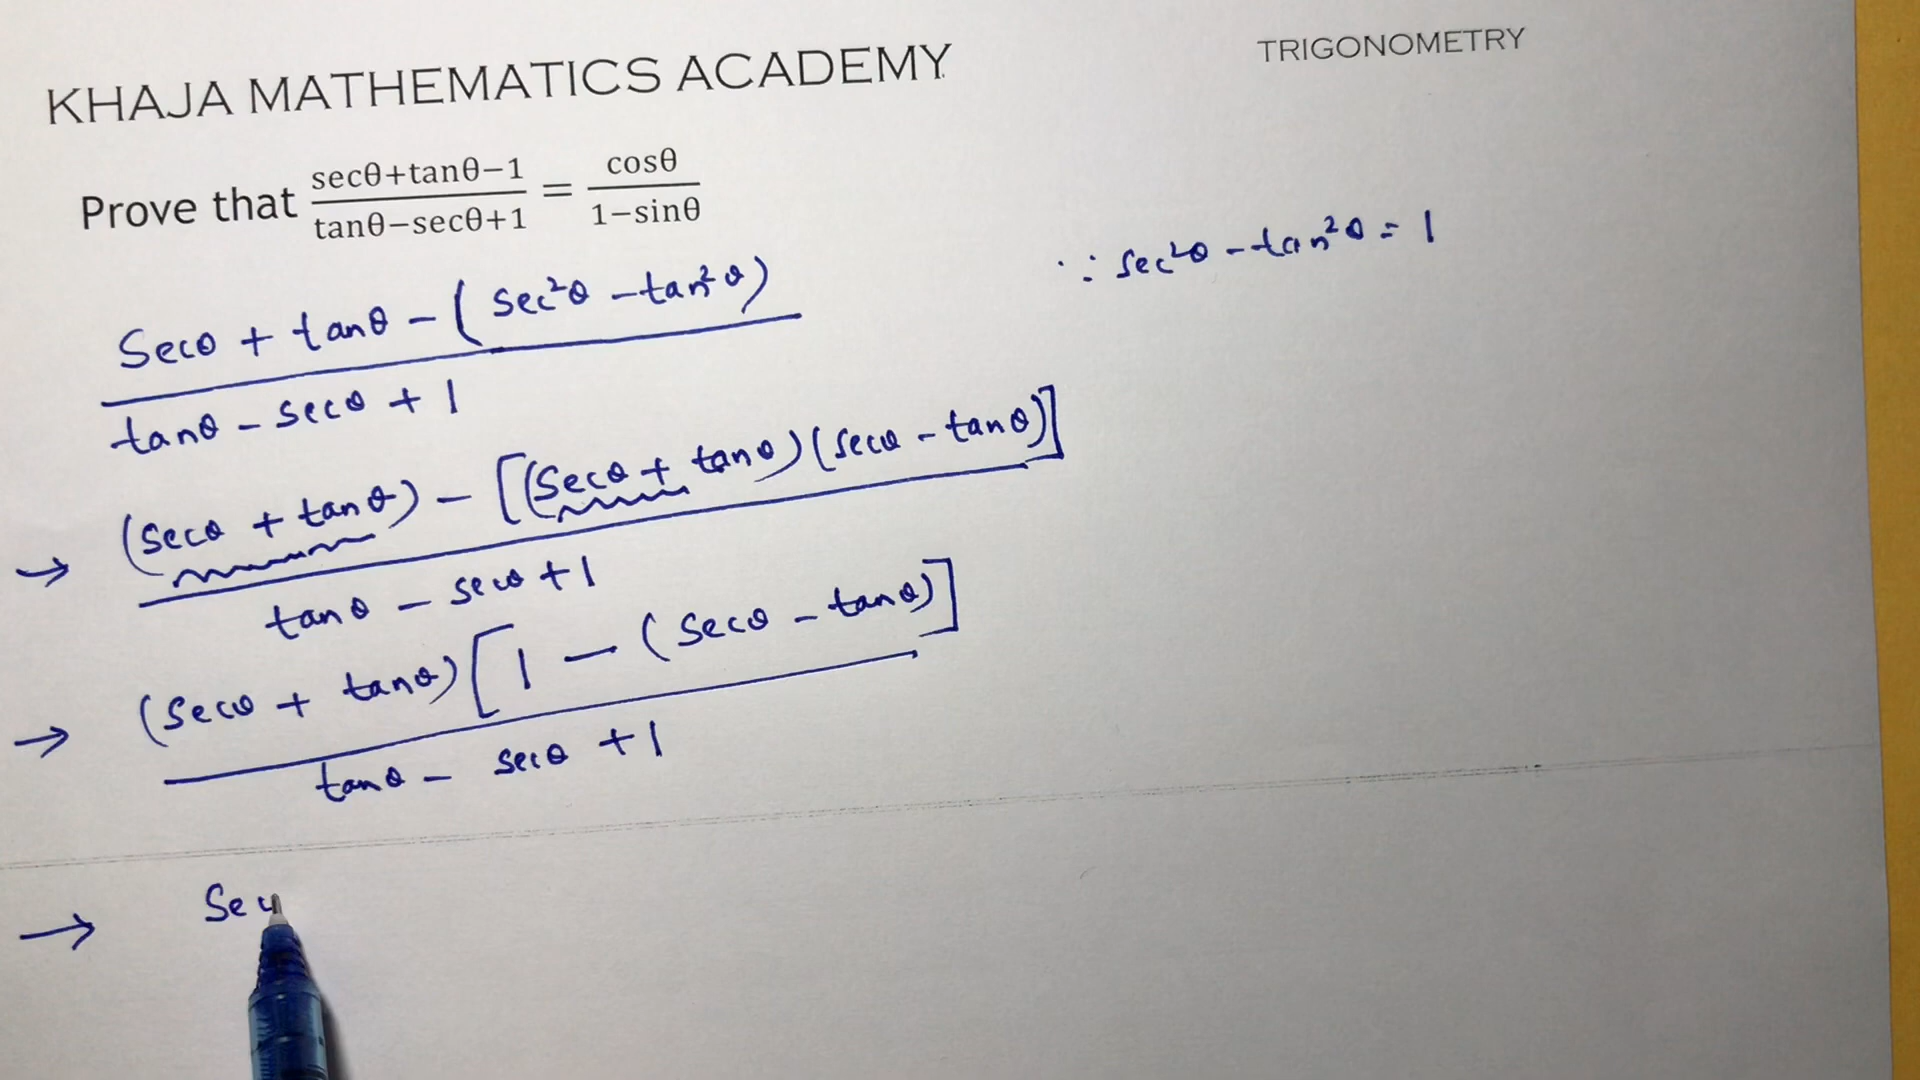 KHAJA MATHEMATICS ACADEMY
TRIGONOMETRY
Prove that (secθ+tanθ−1)/(tanθ−secθ+1) = cosθ/(1−sinθ)
∵ sec²θ - tan²θ = 1
Secθ + tanθ - (sec²θ - tan²θ)
tanθ - secθ + 1
→ (secθ + tanθ) - [(secθ + tanθ)(secθ - tanθ)]
tanθ - secθ + 1
→ (secθ + tanθ)[1 - (secθ - tanθ)]
tanθ - secθ + 1
→ Sec